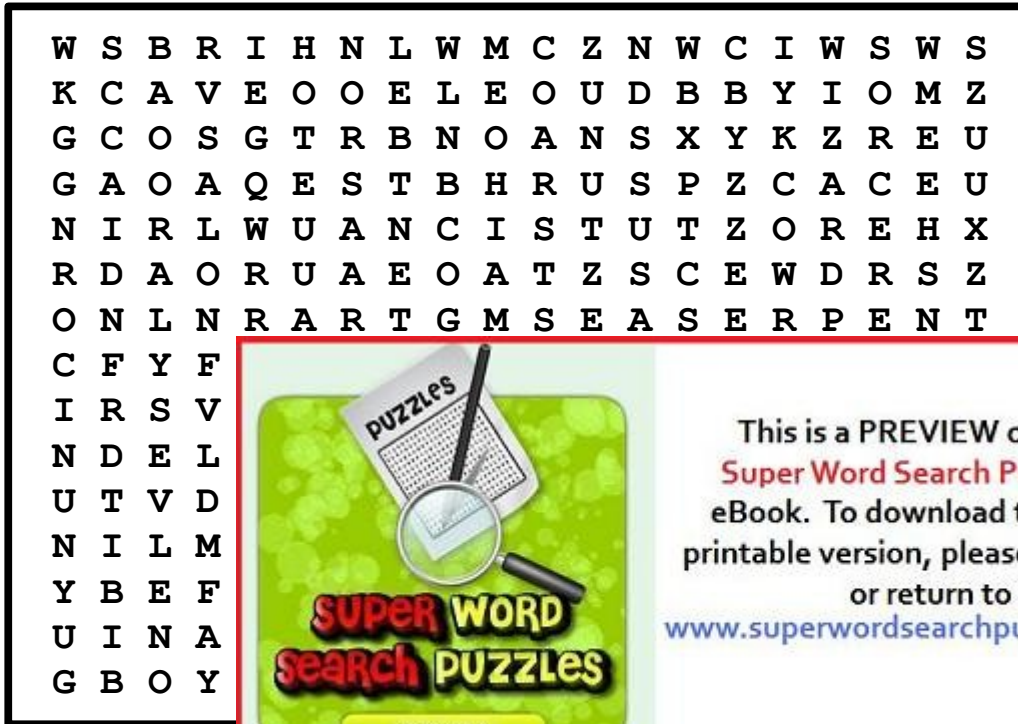 W S B R I H N L W M C Z N W C I W S W S
K C A V E O O E L E O U D B B Y I O M Z
G C O S G T R B N O A N S X Y K Z R E U
G A O A Q E S T B H R U S P Z C A C E U
N I R L W U A N C I S T U T Z O R E H X
R D A O R U A E O A T Z S C E W D R S Z
O N L N R A R T G M S E A S E R P E N T
C F Y F
I R S V
N D E L
U T V D
N I L M
Y B E F
U I N A
G B O Y
PUZZLES
SUPER WORD
SEARCH PUZZLES
This is a PREVIEW o
Super Word Search P
eBook. To download t
printable version, please
or return to
www.superwordsearchpu